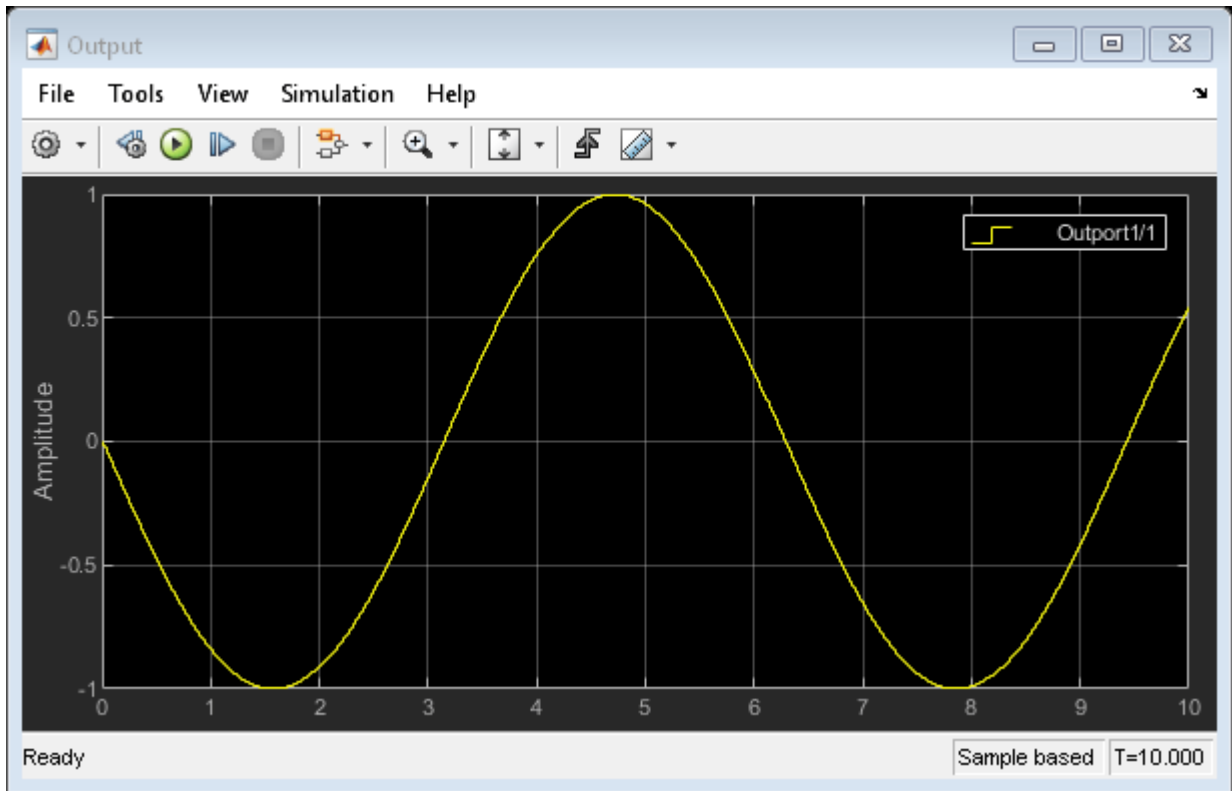 Output
File Tools View Simulation Help
1
Outport1/1
0.5
Amplitude
0
-0.5
-1
0 1 2 3 4 5 6 7 8 9 10
Ready Sample based T=10.000